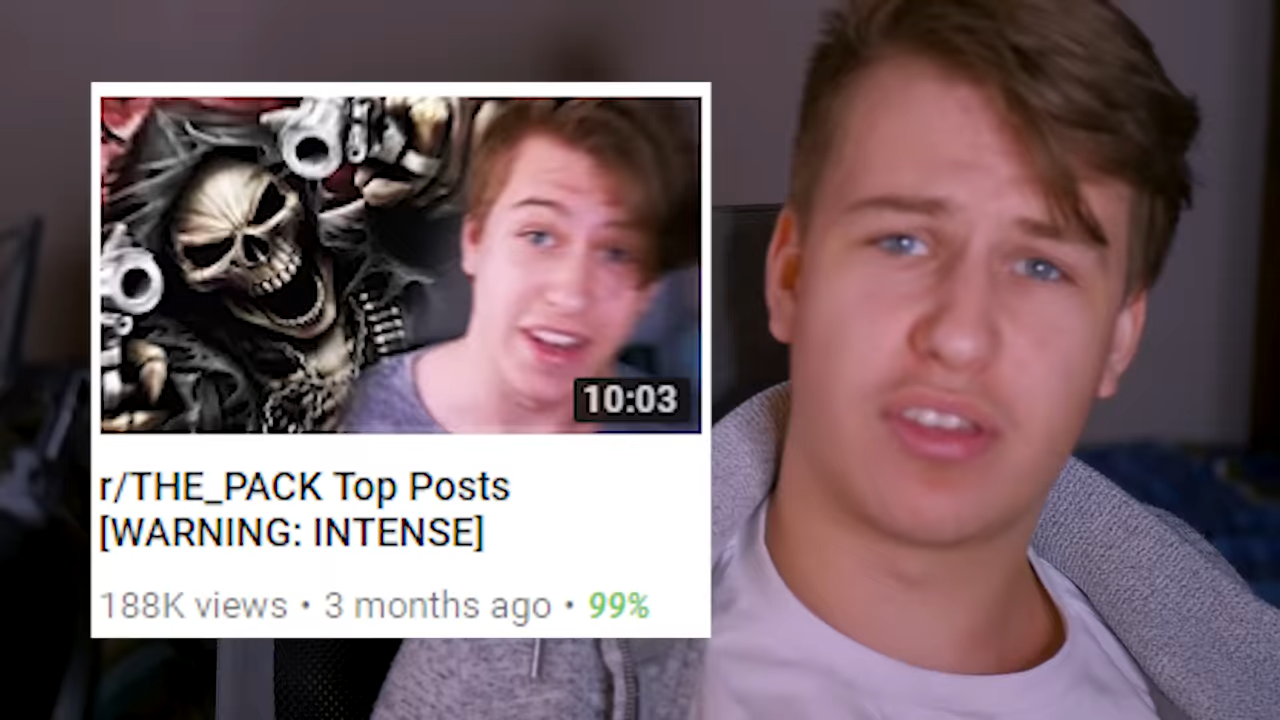 10:03
r/THE_PACK Top Posts
[WARNING: INTENSE]
188K views • 3 months ago • 99%